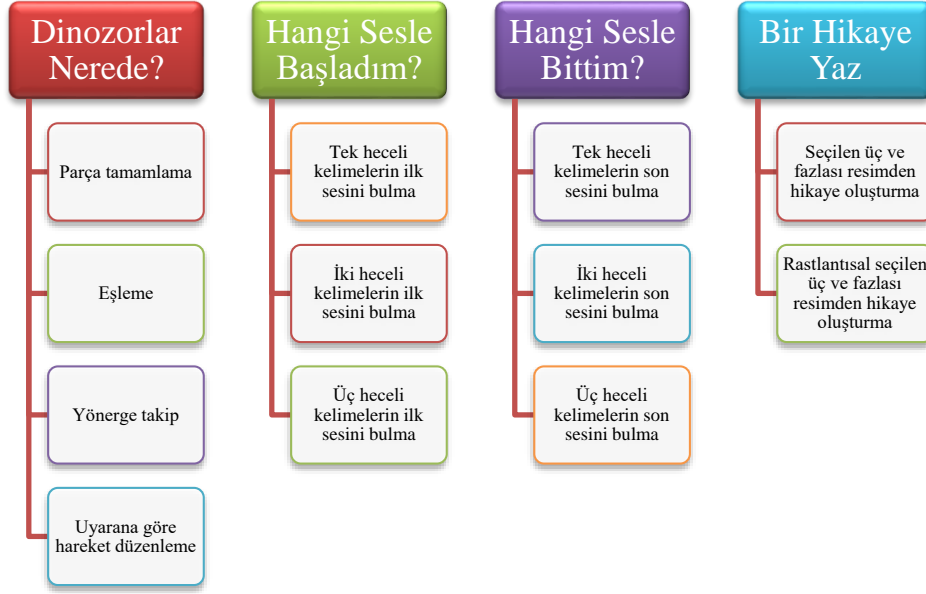 Dinozorlar
Nerede?
Parça tamamlama
Eşleme
Yönerge takip
Uyarana göre
hareket düzenleme
Hangi Sesle
Başladım?
Tek heceli
kelimelerin ilk
sesini bulma
İki heceli
kelimelerin ilk
sesini bulma
Üç heceli
kelimelerin ilk
sesini bulma
Hangi Sesle
Bittim?
Tek heceli
kelimelerin son
sesini bulma
İki heceli
kelimelerin son
sesini bulma
Üç heceli
kelimelerin son
sesini bulma
Bir Hikaye
Yaz
Seçilen üç ve
fazlası resimden
hikaye oluşturma
Rastlantısal seçilen
üç ve fazlası
resimden hikaye
oluşturma